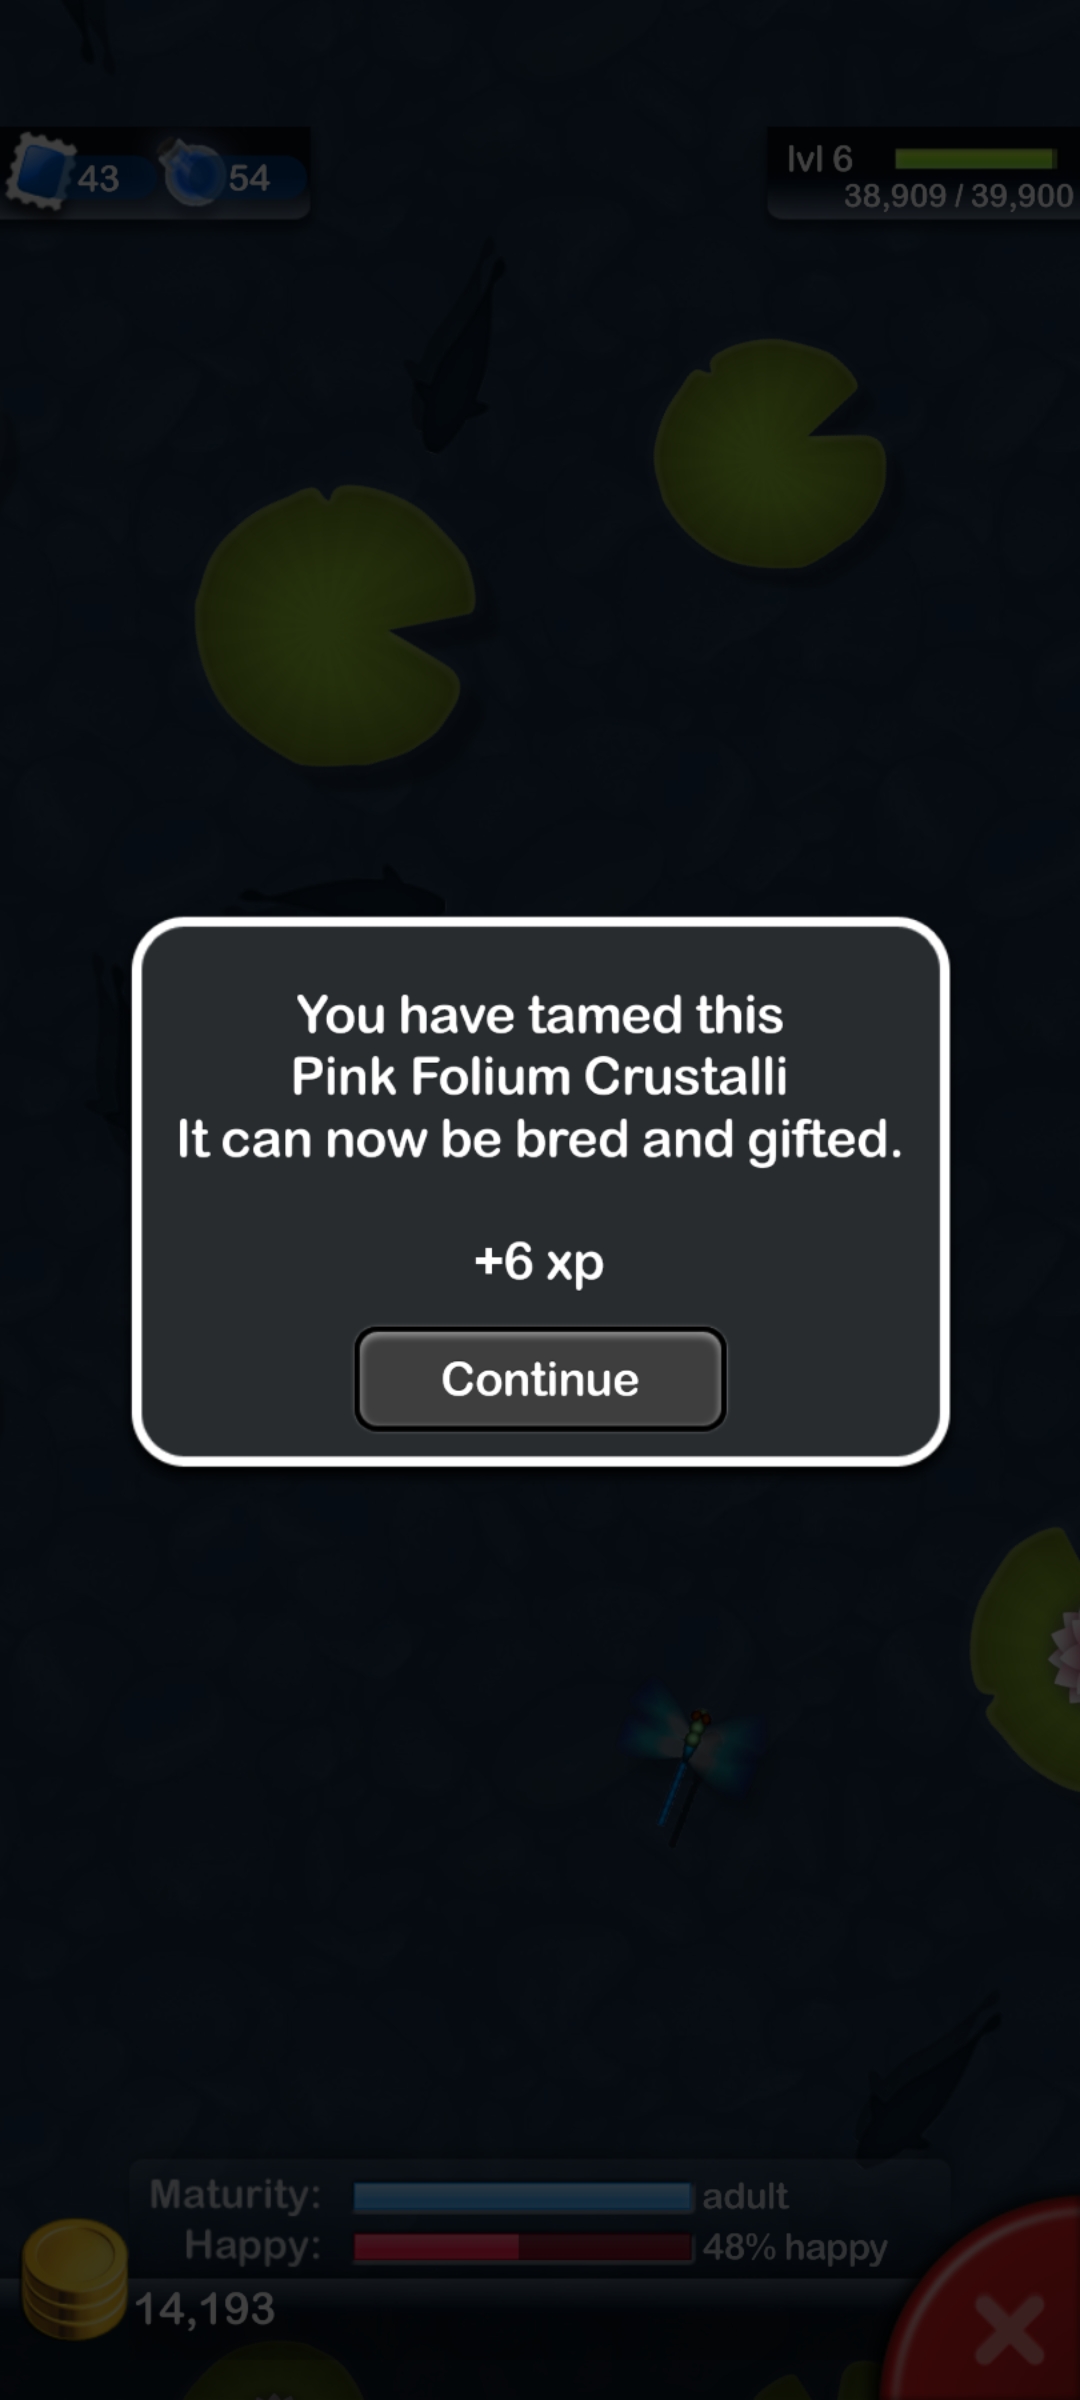 43
54
lvl 6
38,909 / 39,900
You have tamed this
Pink Folium Crustalli
It can now be bred and gifted.
+6 xp
Continue
Maturity: adult
Happy: 48% happy
14,193